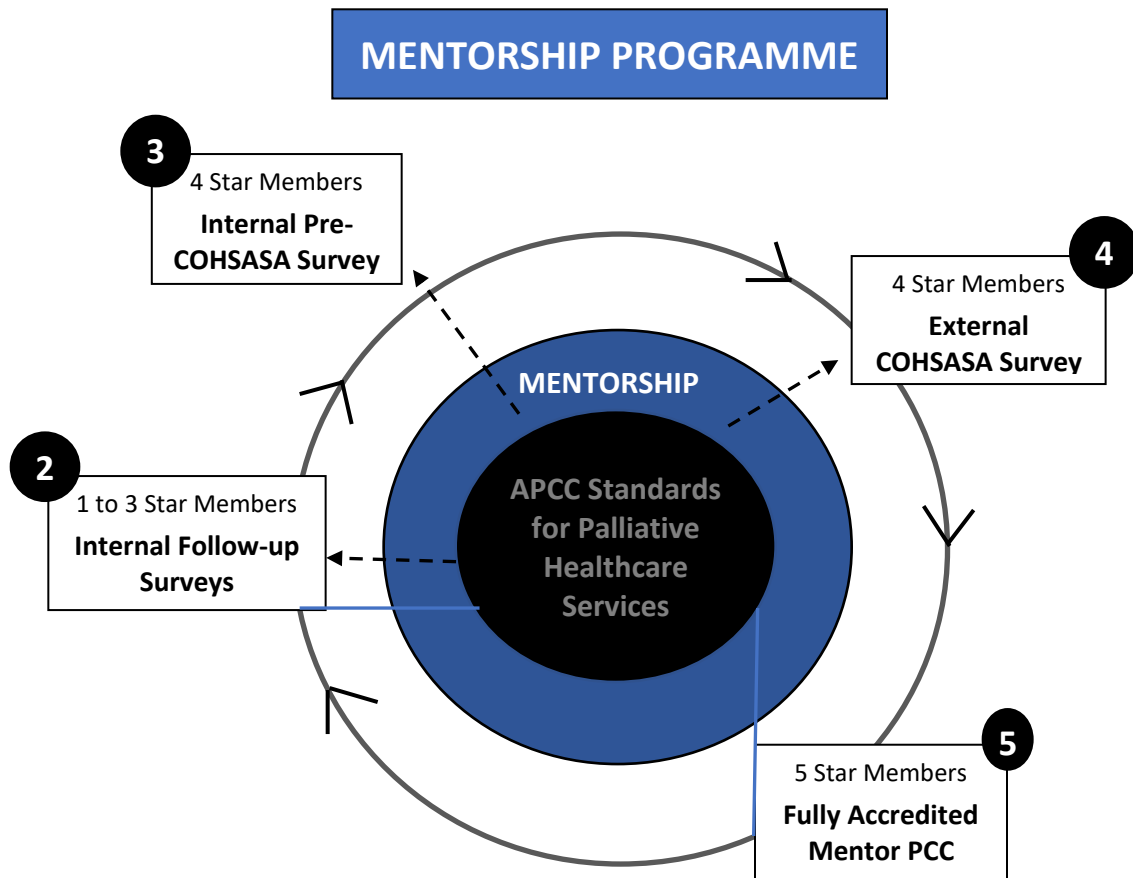 MENTORSHIP PROGRAMME
3
4 Star Members
Internal Pre-
COHSASA Survey
4
4 Star Members
External
COHSASA Survey
MENTORSHIP
APCC Standards
for Palliative
Healthcare
Services
2
1 to 3 Star Members
Internal Follow-up
Surveys
5
5 Star Members
Fully Accredited
Mentor PCC